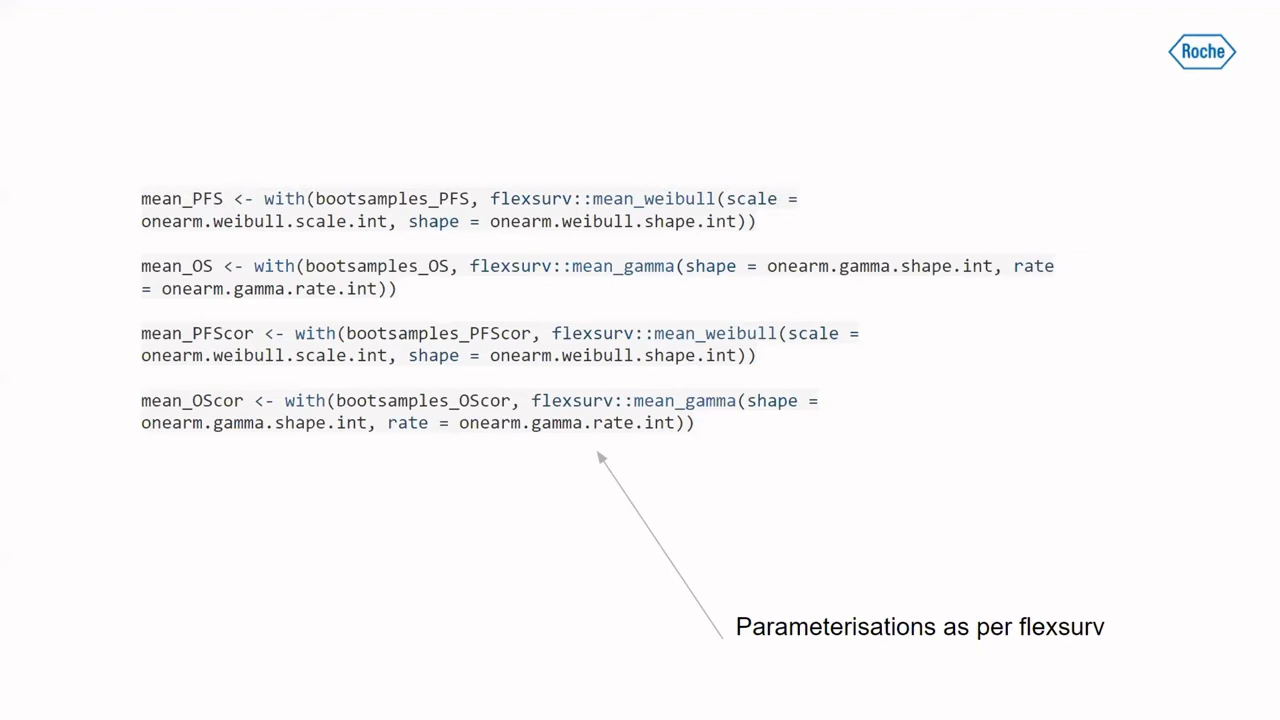 Roche
mean_PFS <- with(bootsamples_PFS, flexsurv::mean_weibull(scale =
onearm.weibull.scale.int, shape = onearm.weibull.shape.int))
mean_OS <- with(bootsamples_OS, flexsurv::mean_gamma(shape = onearm.gamma.shape.int, rate
= onearm.gamma.rate.int))
mean_PFScor <- with(bootsamples_PFScor, flexsurv::mean_weibull(scale =
onearm.weibull.scale.int, shape = onearm.weibull.shape.int))
mean_OScor <- with(bootsamples_OScor, flexsurv::mean_gamma(shape =
onearm.gamma.shape.int, rate = onearm.gamma.rate.int))
Parameterisations as per flexsurv